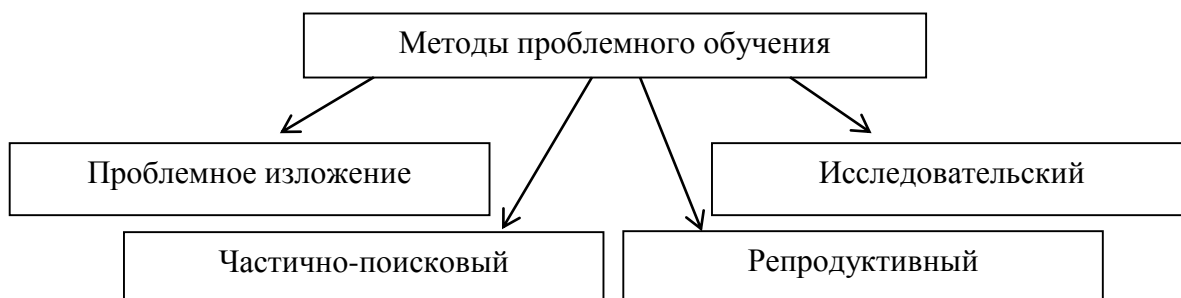 Методы проблемного обучения
Проблемное изложение
Исследовательский
Частично-поисковый
Репродуктивный